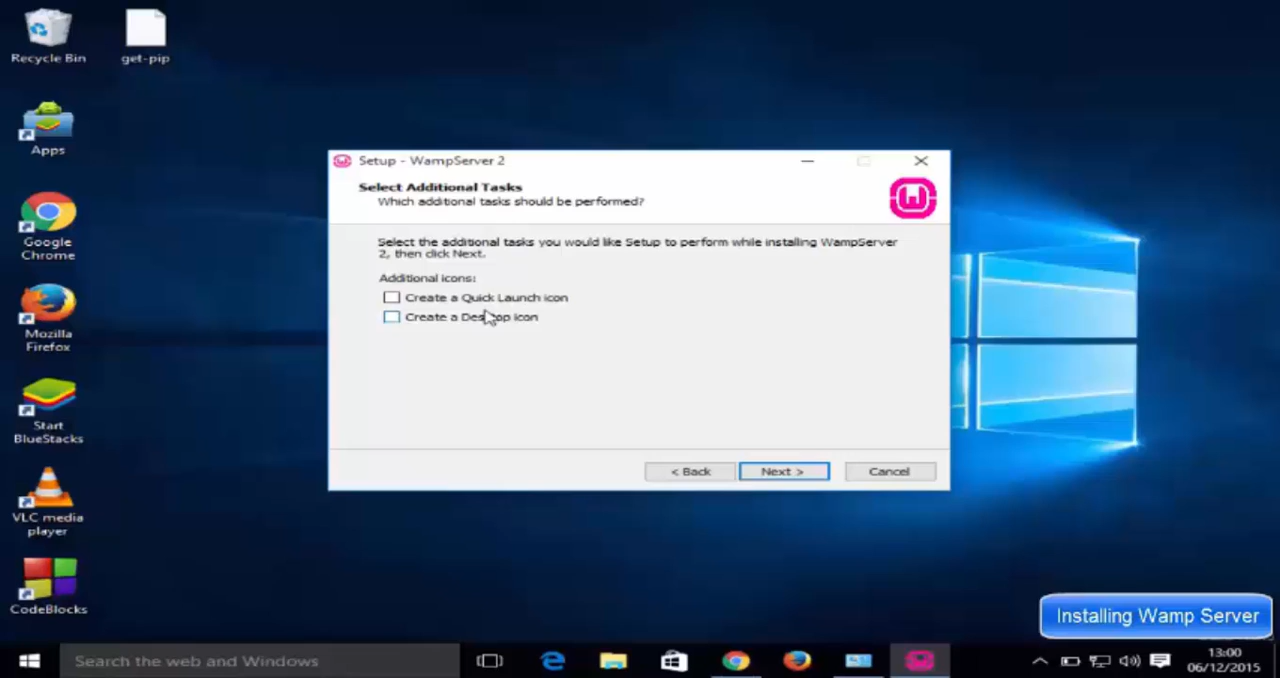 Recycle Bin
get-pip
Apps
Google
Chrome
Mozilla
Firefox
Start
BlueStacks
VLC media
player
CodeBlocks
Setup - WampServer 2
Select Additional Tasks
Which additional tasks should be performed?
Select the additional tasks you would like Setup to perform while installing WampServer
2, then click Next.
Additional icons:
Create a Quick Launch icon
Create a Desktop icon
< Back
Next >
Cancel
Installing Wamp Server
Search the web and Windows
13:00
06/12/2015